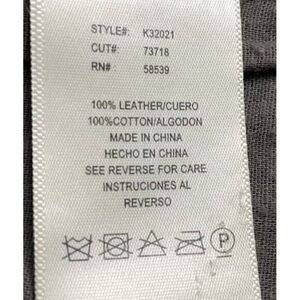 STYLE#: K32021
CUT#: 73718
RN#: 58539
100% LEATHER/CUERO
100%COTTON/ALGODON
MADE IN CHINA
HECHO EN CHINA
SEE REVERSE FOR CARE
INSTRUCIONES AL
REVERSO
P